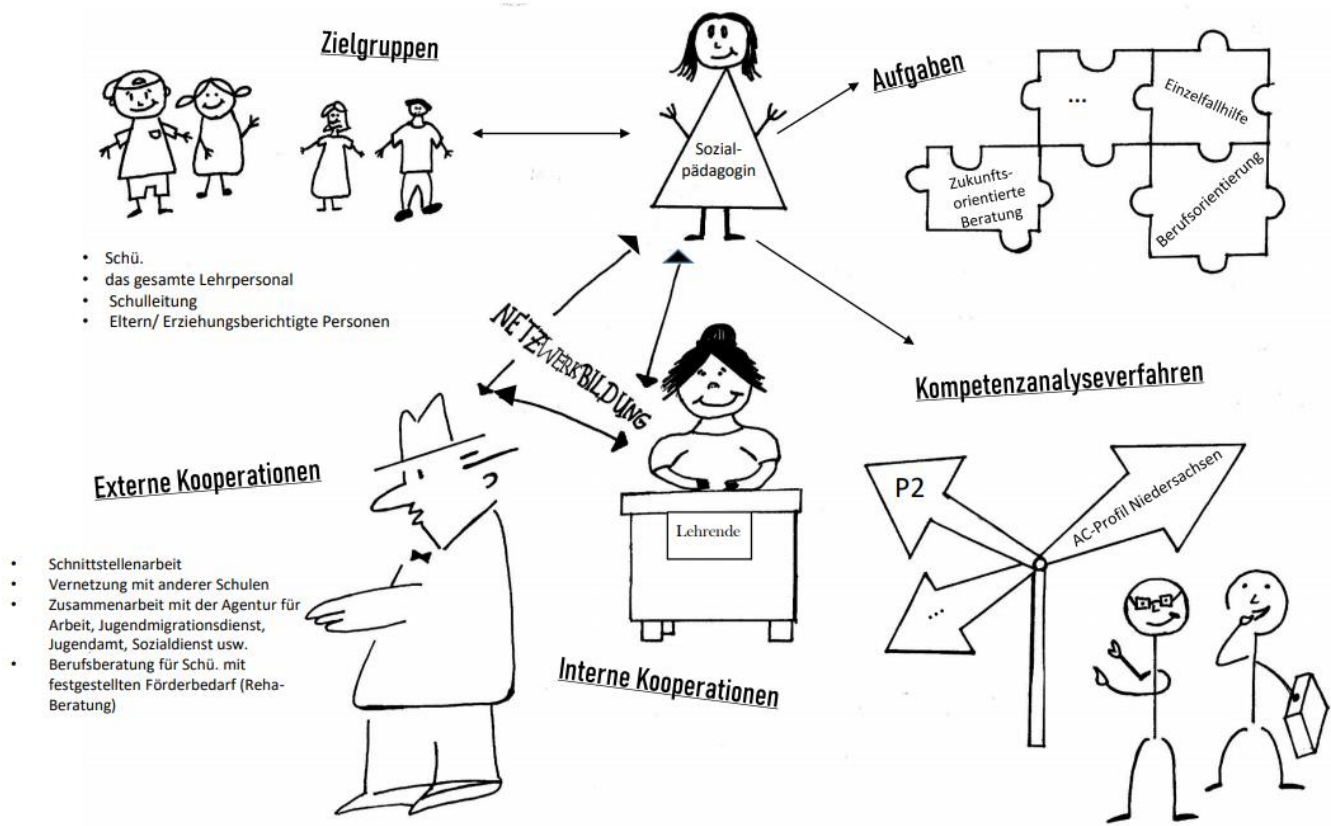 Zielgruppen
• Schü.
• das gesamte Lehrpersonal
• Schulleitung
• Eltern/ Erziehungsberichtigte Personen
Sozial-
pädagogin
Aufgaben
...
Einzelfallhilfe
Zukunfts-
orientierte
Beratung
Berufsorientierung
NETZWERKBILDUNG
Kompetenzanalyseverfahren
P2
AC-Profil Niedersachsen
...
Externe Kooperationen
• Schnittstellenarbeit
• Vernetzung mit anderer Schulen
• Zusammenarbeit mit der Agentur für
Arbeit, Jugendmigrationsdienst,
Jugendamt, Sozialdienst usw.
• Berufsberatung für Schü. mit
festgestellten Förderbedarf (Reha-
Beratung)
Lehrende
Interne Kooperationen